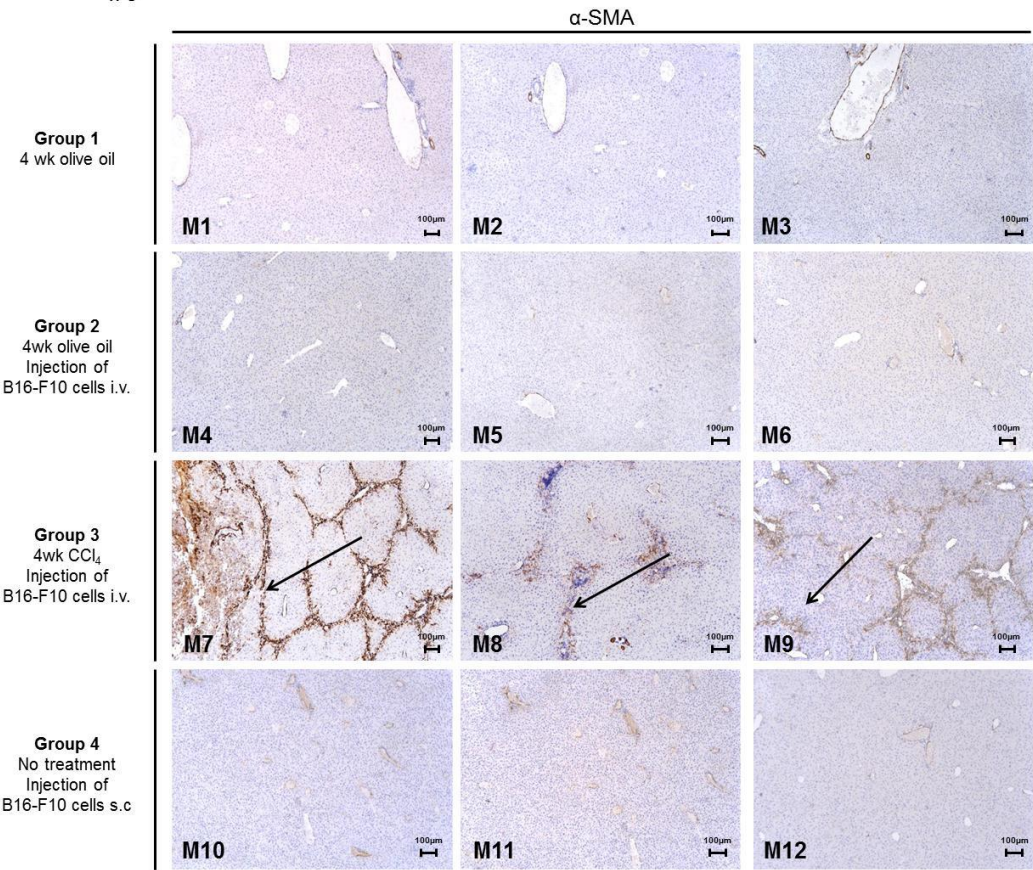 α-SMA
Group 1
4 wk olive oil
M1
100µm
M2
100µm
M3
100µm
Group 2
4wk olive oil
Injection of
B16-F10 cells i.v.
M4
100µm
M5
100µm
M6
100µm
Group 3
4wk CCl₄
Injection of
B16-F10 cells i.v.
M7
100µm
M8
100µm
M9
100µm
Group 4
No treatment
Injection of
B16-F10 cells s.c
M10
100µm
M11
100µm
M12
100µm